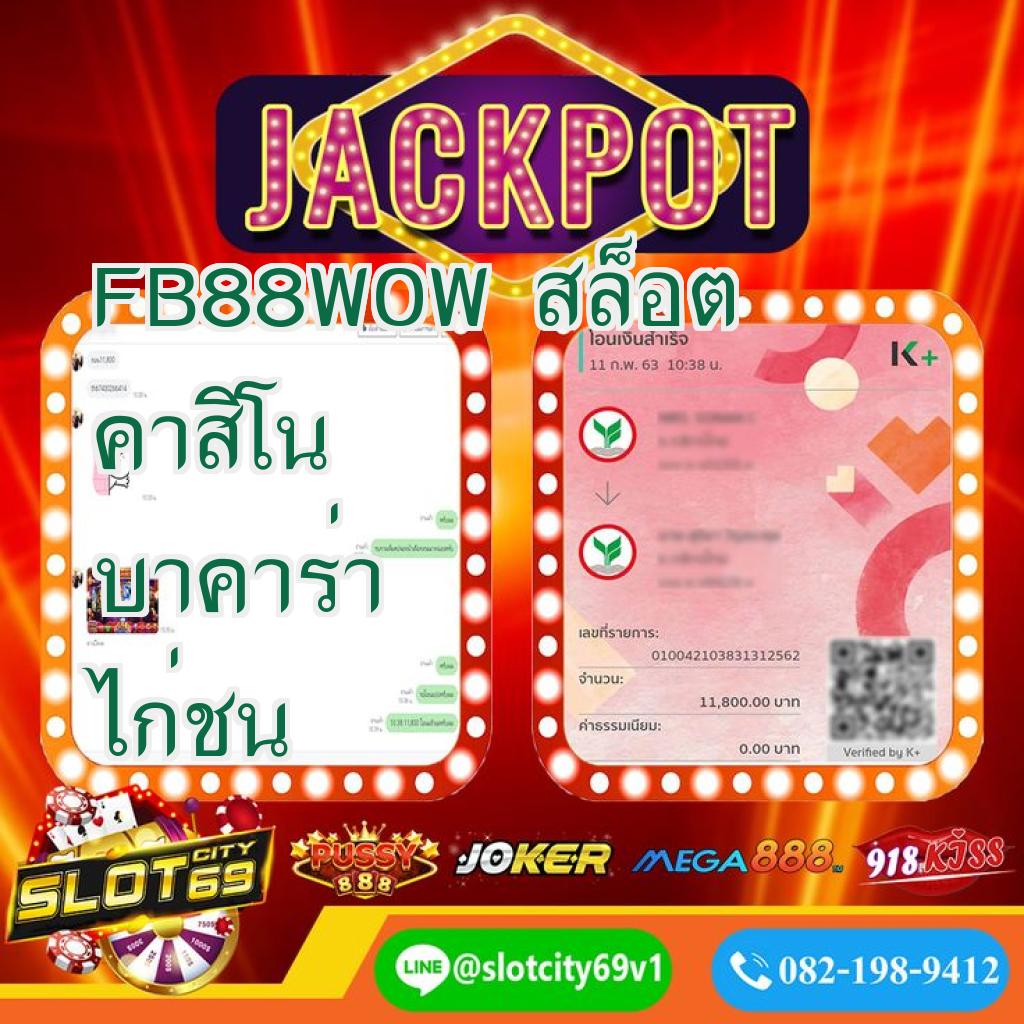 JACKPOT
FB88WOW สล็อต
คาสิโน
บาคาร่า
ไก่ชน
โอนเงินสำเร็จ
11 ก.พ. 63 10:38 น.
K+
เลขที่รายการ:
010042103831312562
จำนวน:
11,800.00 บาท
ค่าธรรมเนียม:
0.00 บาท
Verified by K+
SLOT CITY 69
PUSSY 888
JOKER
MEGA888
918KISS
LINE @slotcity69v1
082-198-9412